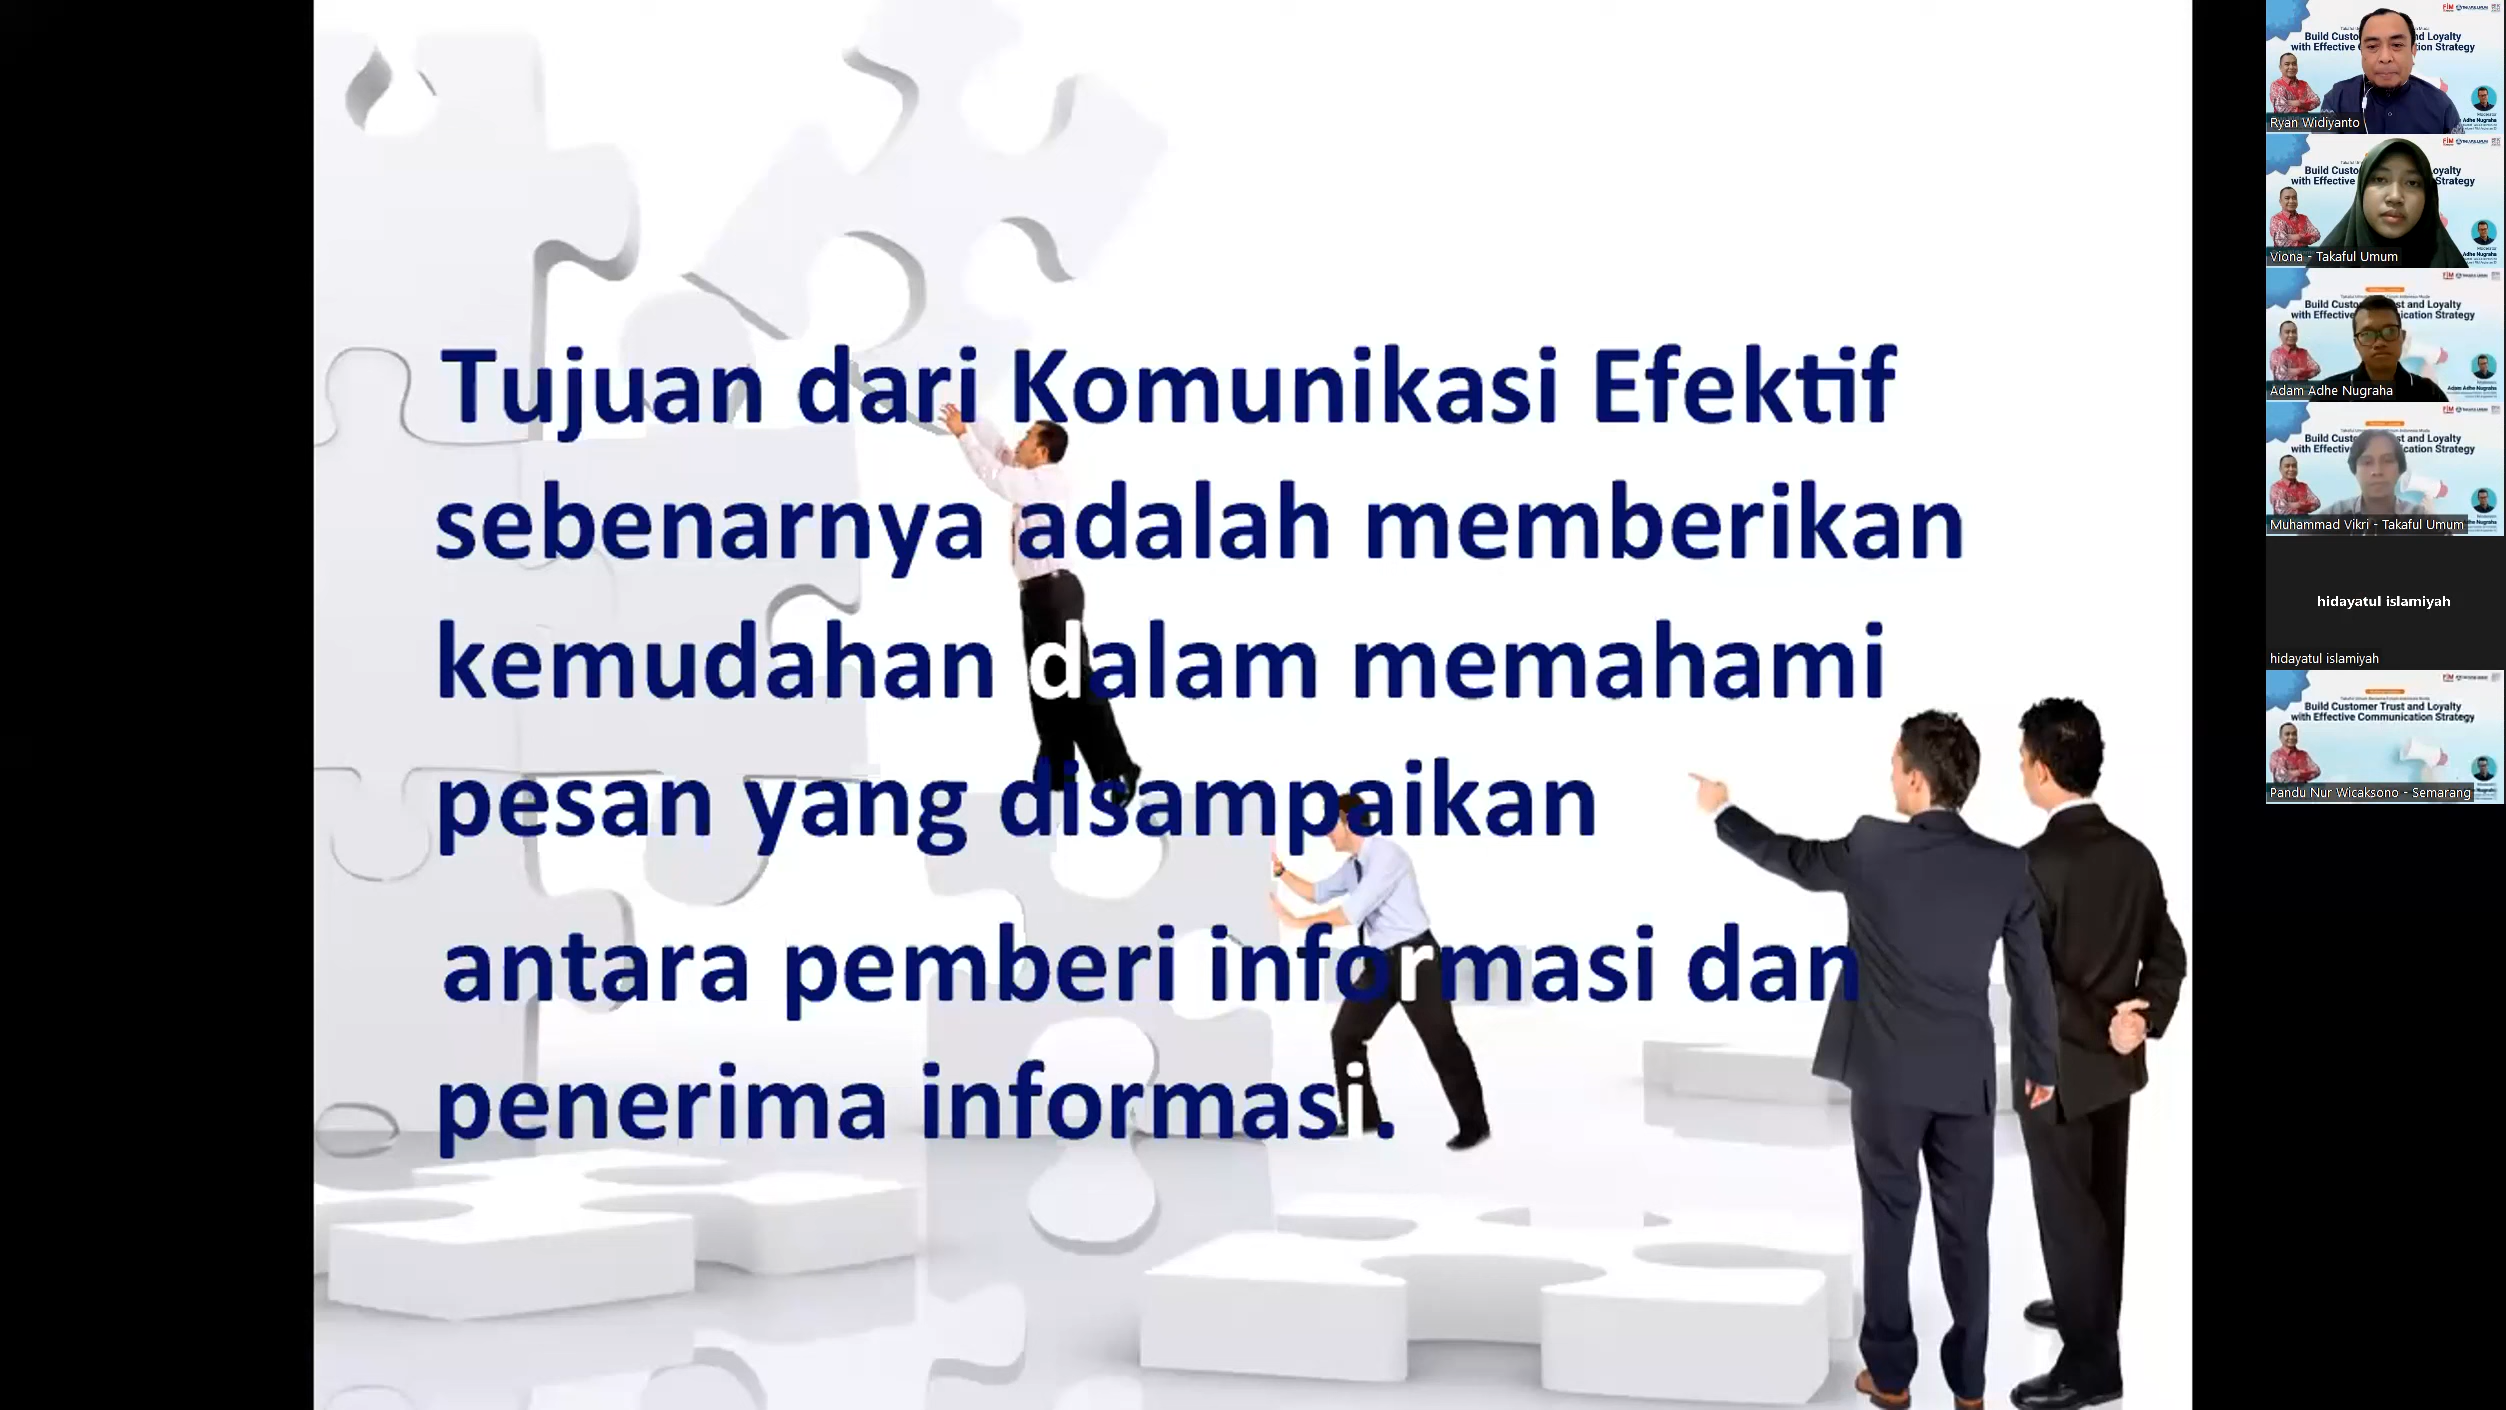 Tujuan dari Komunikasi Efektif
sebenarnya adalah memberikan
kemudahan dalam memahami
pesan yang disampaikan
antara pemberi informasi dan
penerima informasi.
Ryan Widiyanto
Viona - Takaful Umum
Adam Adhe Nugraha
Muhammad Vikri - Takaful Umum
hidayatul islamiyah
hidayatul islamiyah
Build Customer Trust and Loyalty
with Effective Communication Strategy
Pandu Nur Wicaksono - Semarang